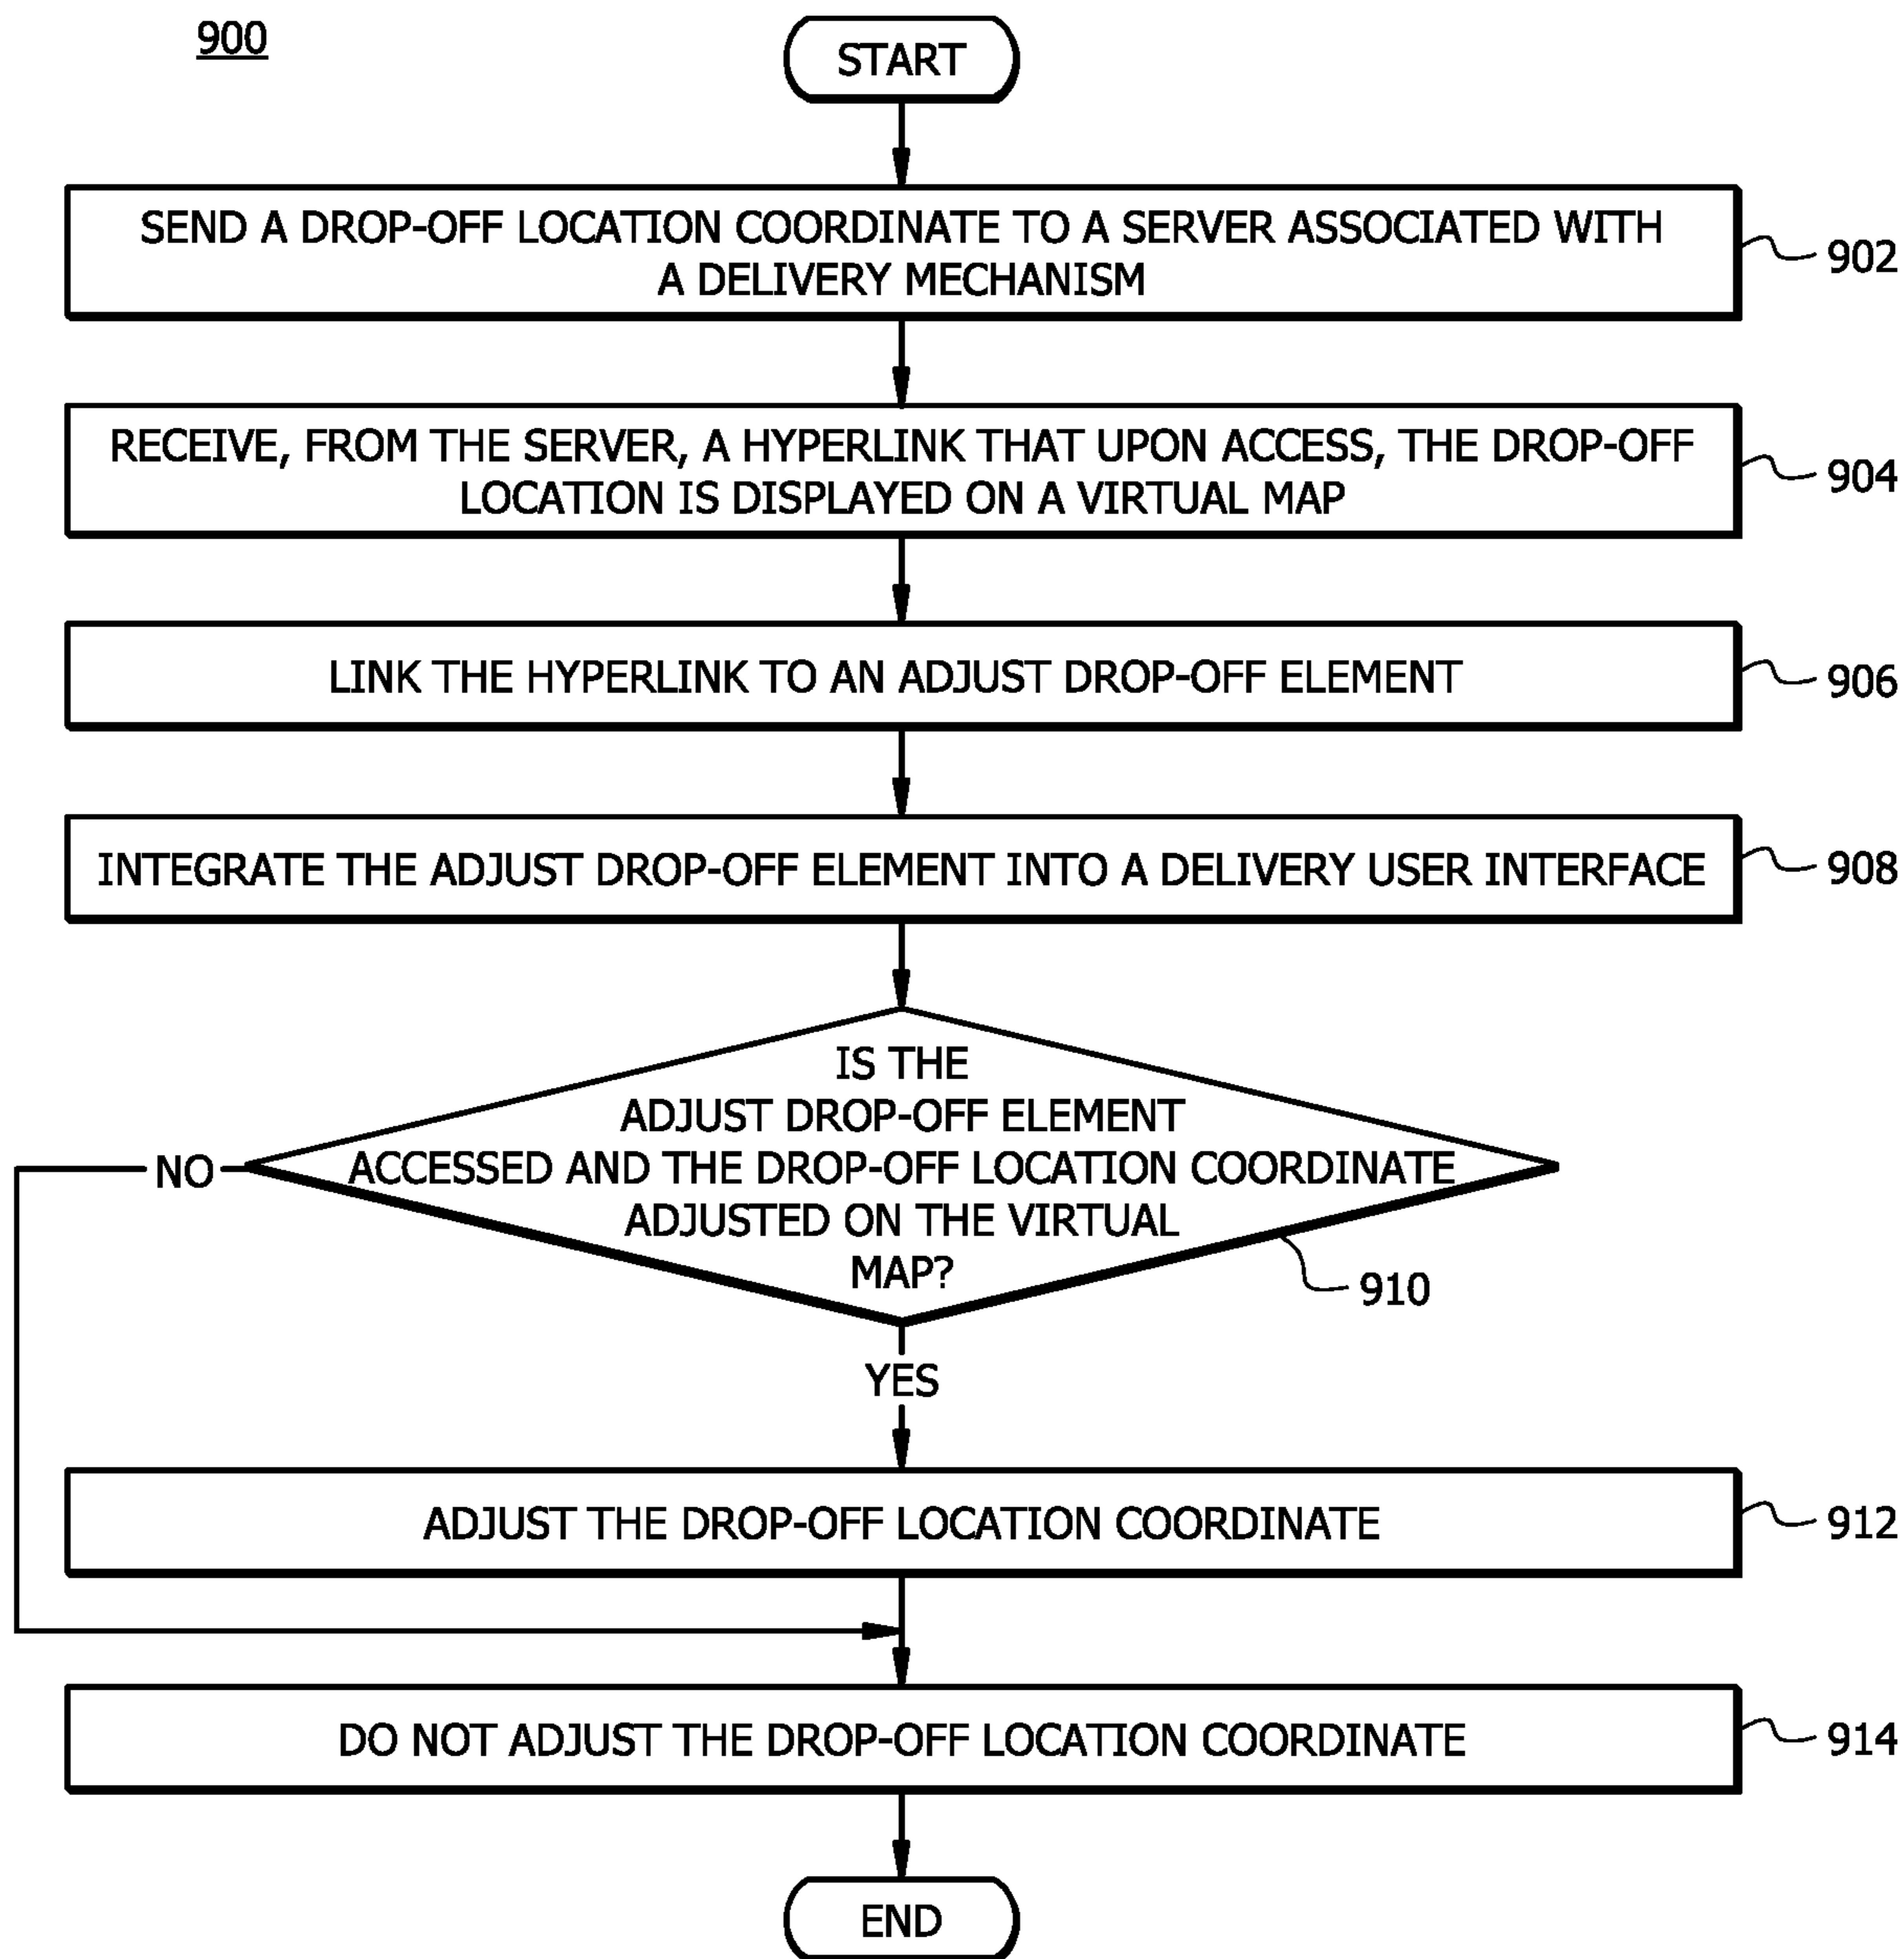 900
START
SEND A DROP-OFF LOCATION COORDINATE TO A SERVER ASSOCIATED WITH
A DELIVERY MECHANISM
902
RECEIVE, FROM THE SERVER, A HYPERLINK THAT UPON ACCESS, THE DROP-OFF
LOCATION IS DISPLAYED ON A VIRTUAL MAP
904
LINK THE HYPERLINK TO AN ADJUST DROP-OFF ELEMENT
906
INTEGRATE THE ADJUST DROP-OFF ELEMENT INTO A DELIVERY USER INTERFACE
908
IS THE
ADJUST DROP-OFF ELEMENT
ACCESSED AND THE DROP-OFF LOCATION COORDINATE
ADJUSTED ON THE VIRTUAL
MAP?
910
NO
YES
ADJUST THE DROP-OFF LOCATION COORDINATE
912
DO NOT ADJUST THE DROP-OFF LOCATION COORDINATE
914
END